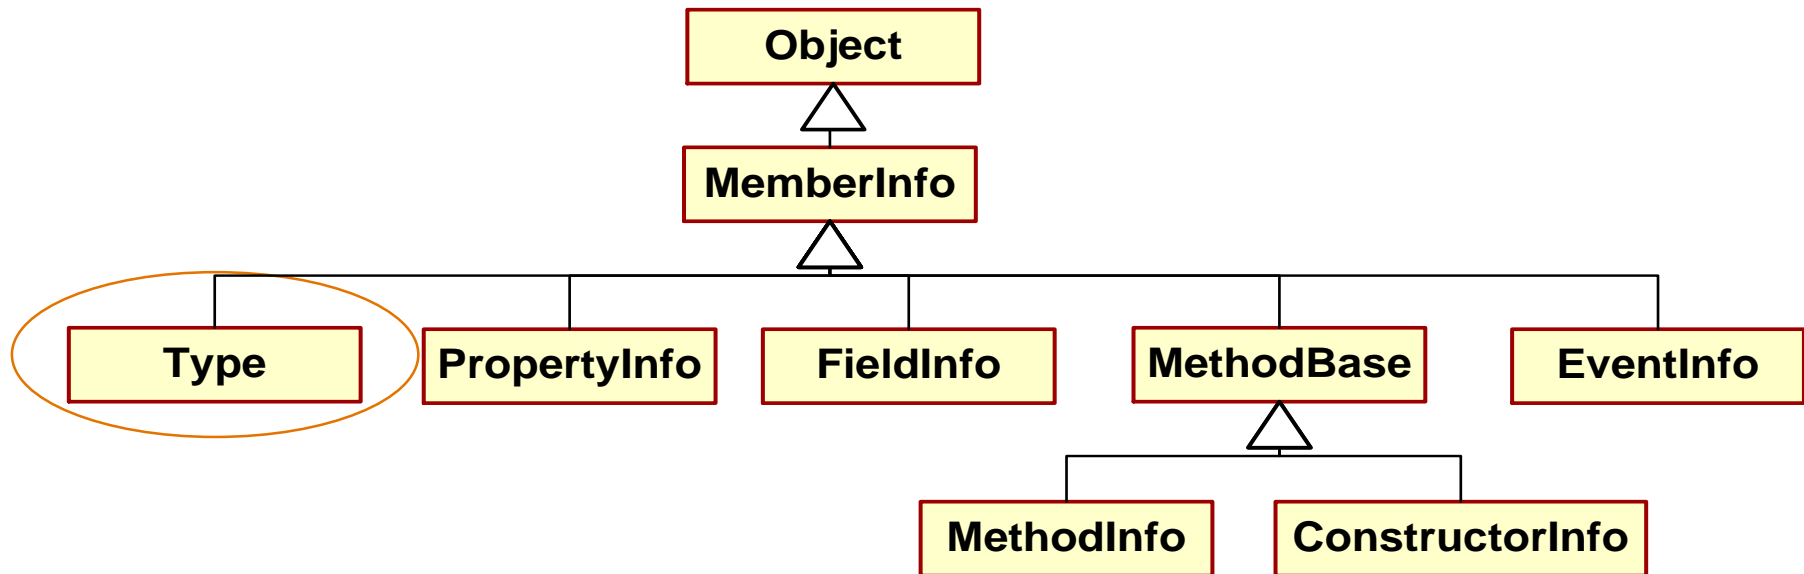 Object
MemberInfo
Type
PropertyInfo
FieldInfo
MethodBase
EventInfo
MethodInfo
ConstructorInfo